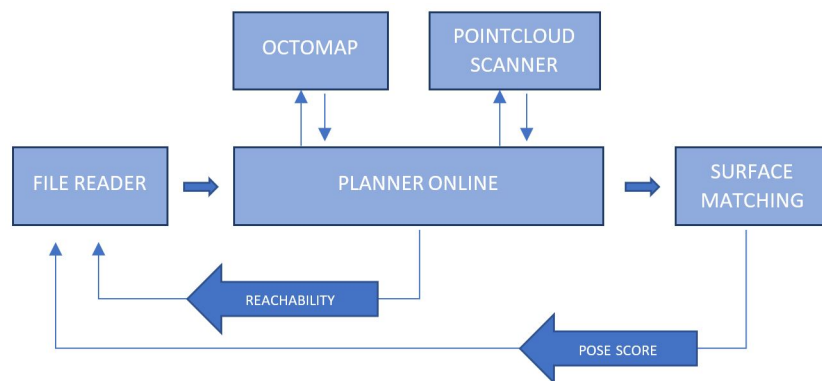 OCTOMAP
POINTCLOUD
SCANNER
FILE READER
PLANNER ONLINE
SURFACE
MATCHING
REACHABILITY
POSE SCORE